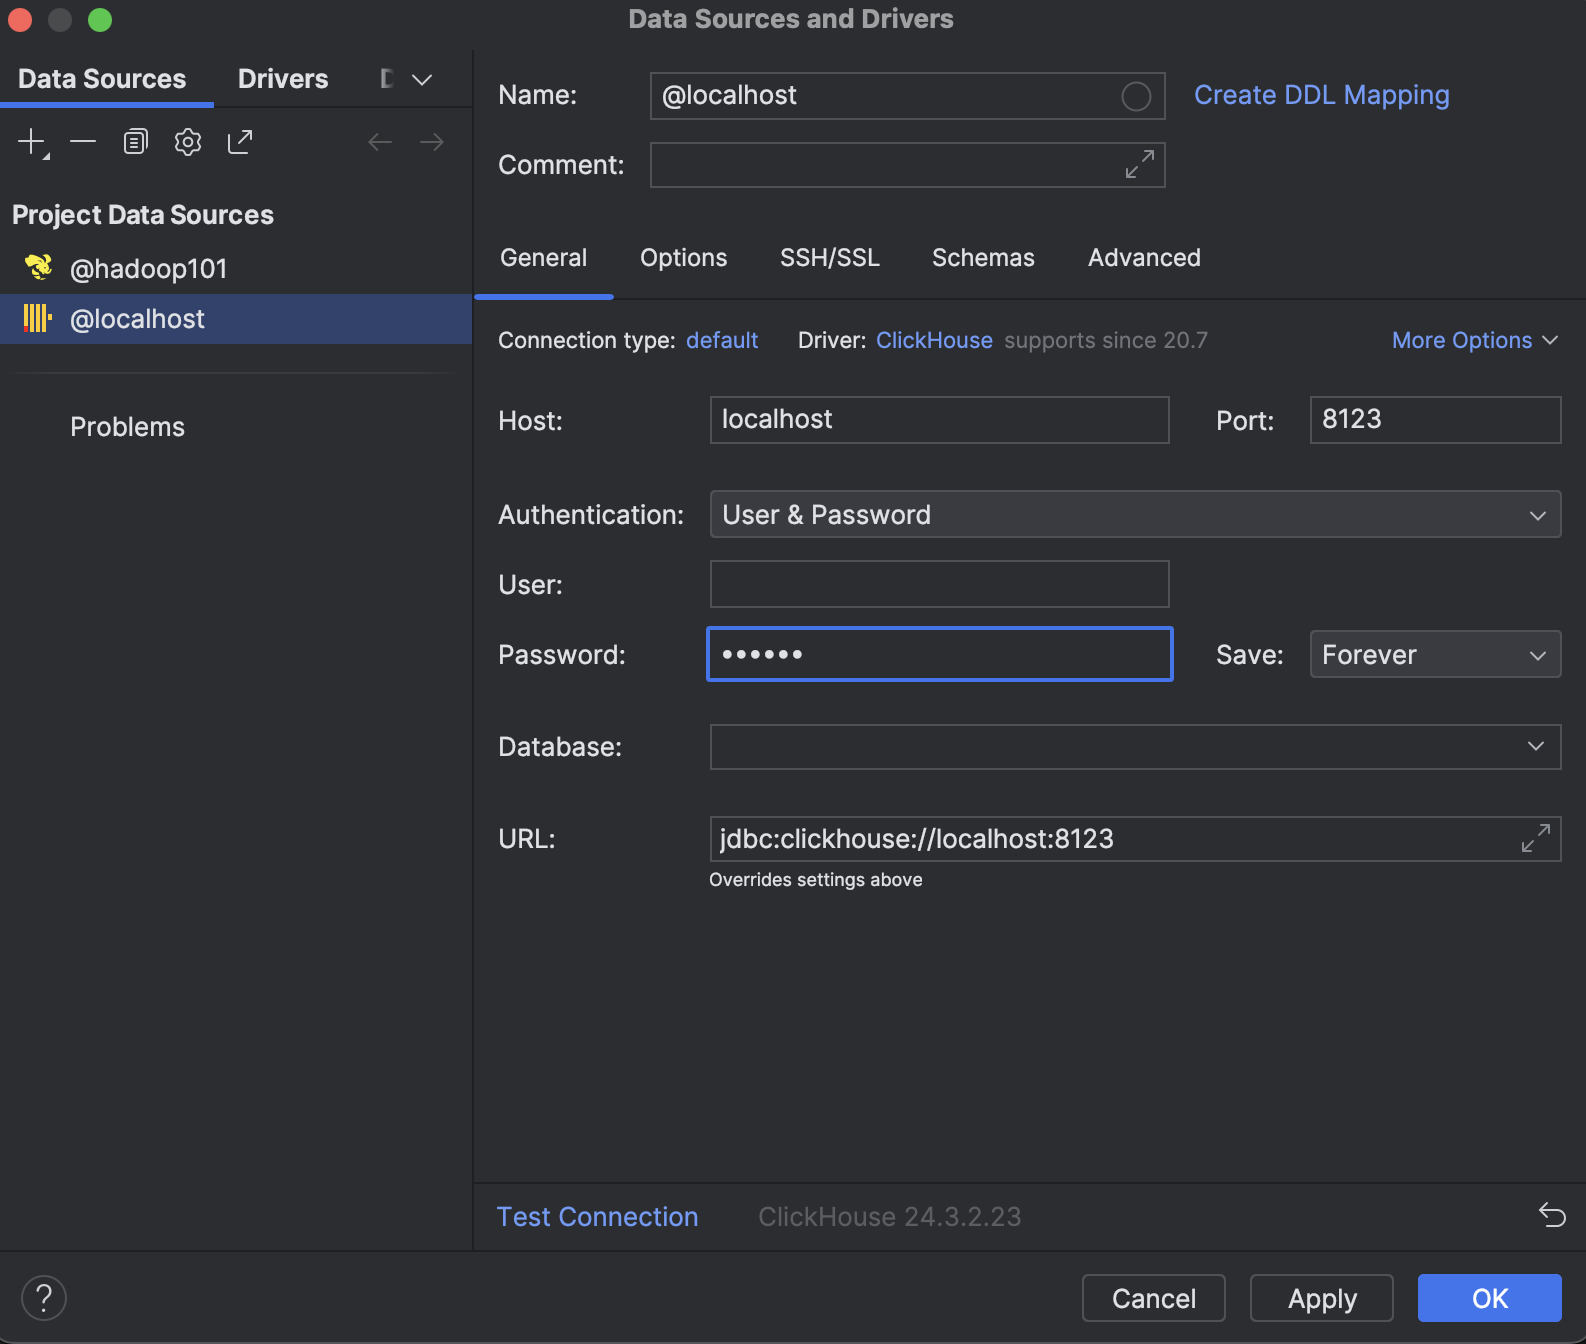 Data Sources and Drivers
Data Sources Drivers
Project Data Sources
@hadoop101
@localhost
Problems
Name: @localhost Create DDL Mapping
Comment:
General Options SSH/SSL Schemas Advanced
Connection type: default Driver: ClickHouse supports since 20.7 More Options
Host: localhost Port: 8123
Authentication: User & Password
User:
Password: •••••• Save: Forever
Database:
URL: jdbc:clickhouse://localhost:8123
Overrides settings above
Test Connection ClickHouse 24.3.2.23
? Cancel Apply OK